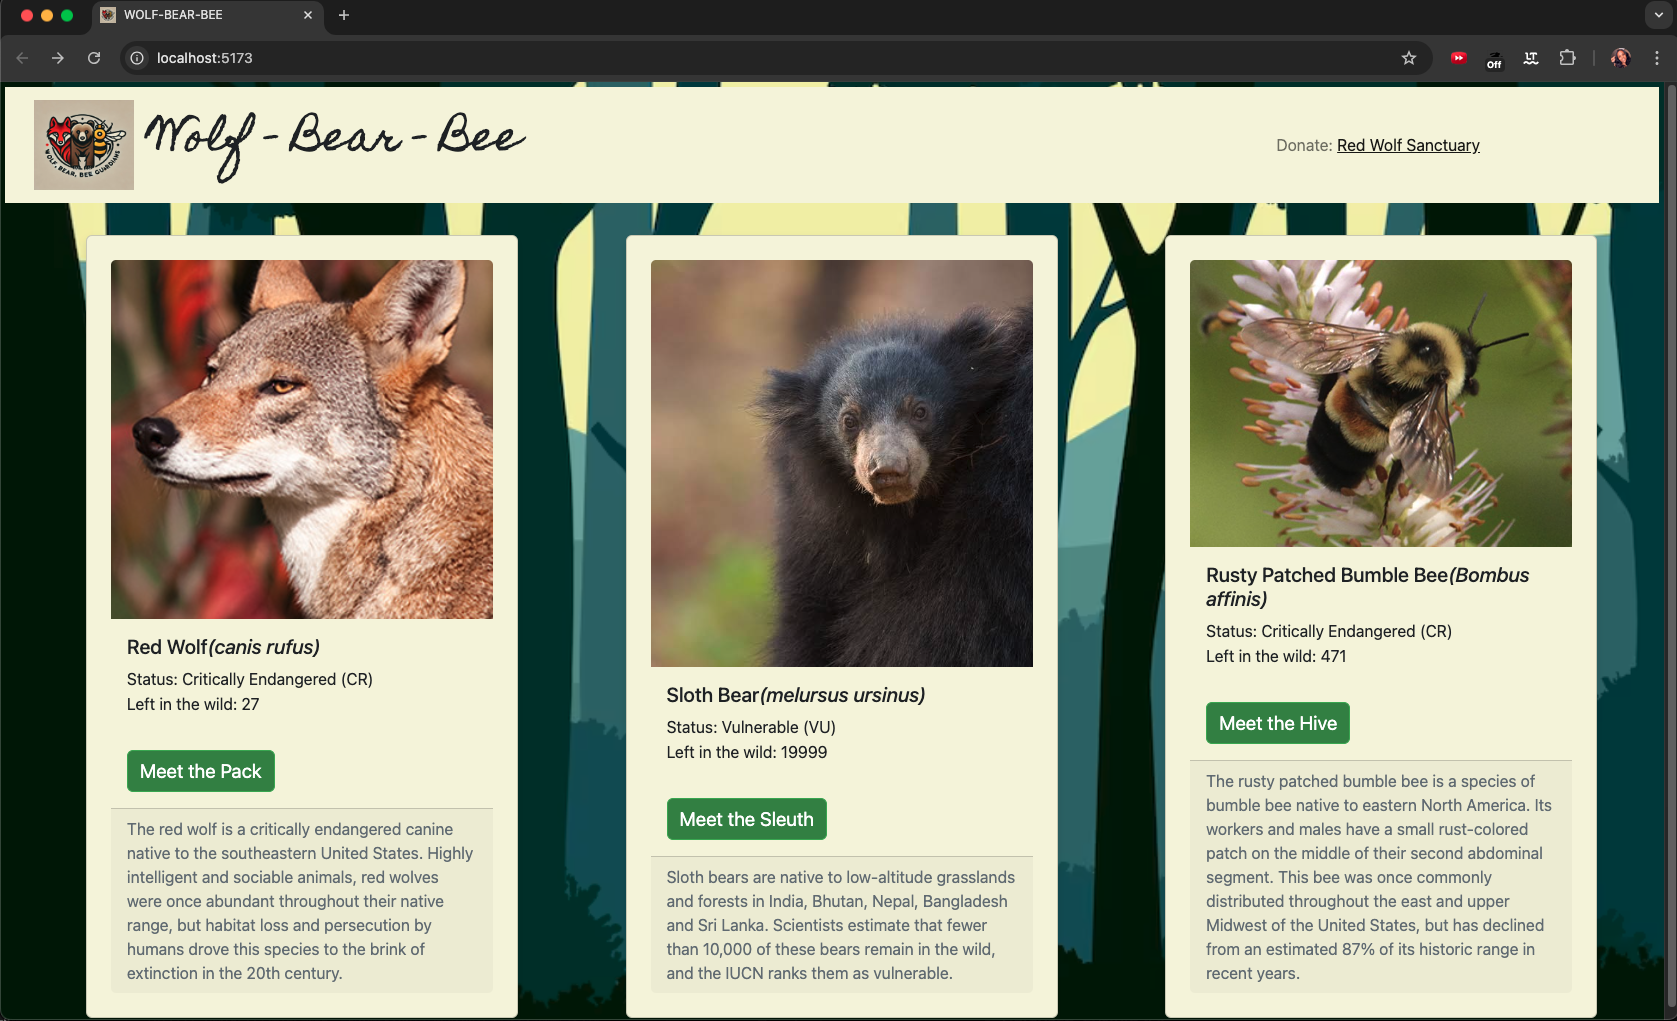 WOLF-BEAR-BEE
localhost:5173
Off
LT
WOLF, BEAR, BEE GUARDIANS
Wolf - Bear - Bee
Donate: Red Wolf Sanctuary
Red Wolf(canis rufus)
Status: Critically Endangered (CR)
Left in the wild: 27
Meet the Pack
The red wolf is a critically endangered canine
native to the southeastern United States. Highly
intelligent and sociable animals, red wolves
were once abundant throughout their native
range, but habitat loss and persecution by
humans drove this species to the brink of
extinction in the 20th century.
Sloth Bear(melursus ursinus)
Status: Vulnerable (VU)
Left in the wild: 19999
Meet the Sleuth
Sloth bears are native to low-altitude grasslands
and forests in India, Bhutan, Nepal, Bangladesh
and Sri Lanka. Scientists estimate that fewer
than 10,000 of these bears remain in the wild,
and the IUCN ranks them as vulnerable.
Rusty Patched Bumble Bee(Bombus
affinis)
Status: Critically Endangered (CR)
Left in the wild: 471
Meet the Hive
The rusty patched bumble bee is a species of
bumble bee native to eastern North America. Its
workers and males have a small rust-colored
patch on the middle of their second abdominal
segment. This bee was once commonly
distributed throughout the east and upper
Midwest of the United States, but has declined
from an estimated 87% of its historic range in
recent years.